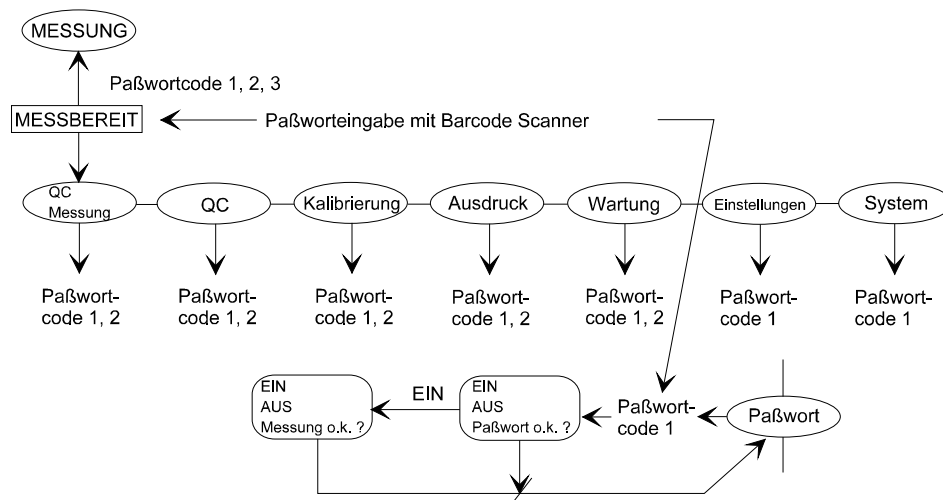 MESSUNG
Paßwortcode 1, 2, 3
MESSBEREIT
Paßworteingabe mit Barcode Scanner
QC
Messung
QC
Kalibrierung
Ausdruck
Wartung
Einstellungen
System
Paßwort-
code 1, 2
Paßwort-
code 1, 2
Paßwort-
code 1, 2
Paßwort-
code 1, 2
Paßwort-
code 1, 2
Paßwort-
code 1
Paßwort-
code 1
EIN
AUS
Messung o.k. ?
EIN
EIN
AUS
Paßwort o.k. ?
Paßwort-
code 1
Paßwort